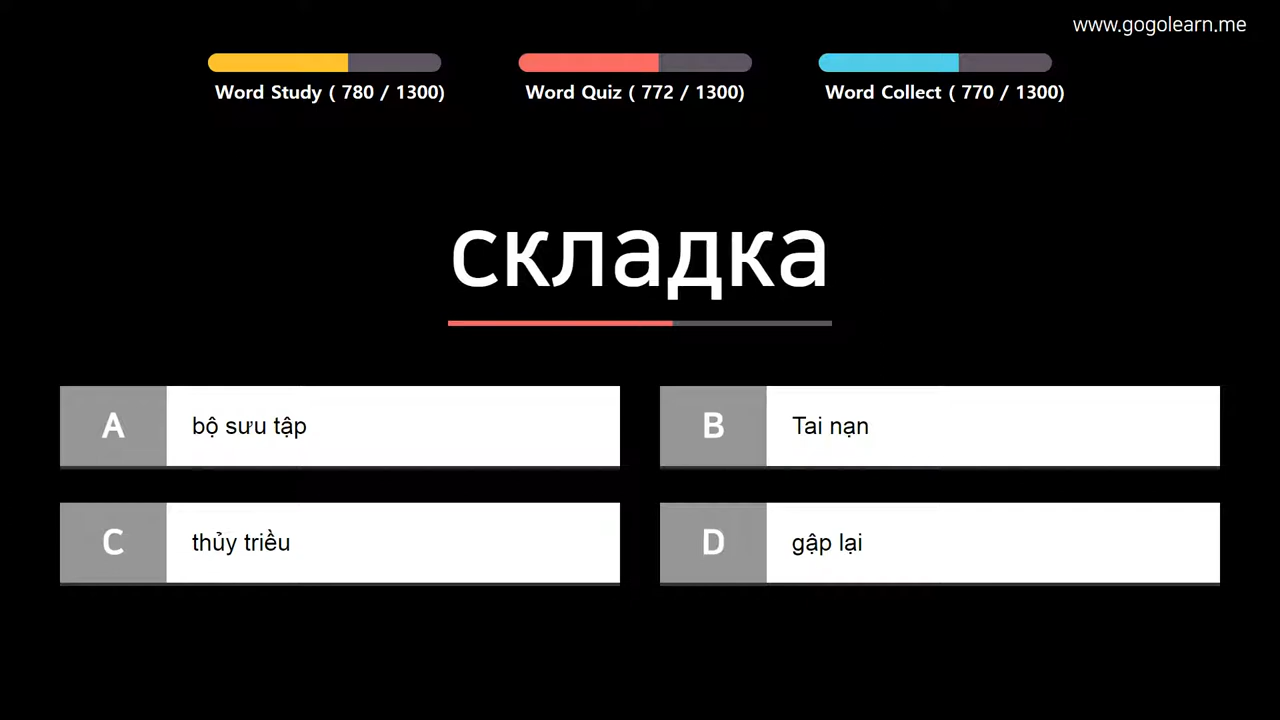 www.gogolearn.me
Word Study ( 780 / 1300)
Word Quiz ( 772 / 1300)
Word Collect ( 770 / 1300)
складка
A bộ sưu tập
B Tai nạn
C thủy triều
D gập lại